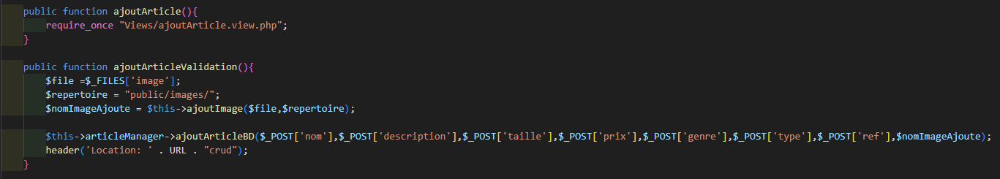 public function ajoutArticle(){
require_once "Views/ajoutArticle.view.php";
}
public function ajoutArticleValidation(){
$file =$_FILES['image'];
$repertoire = "public/images/";
$nomImageAjoute = $this->ajoutImage($file,$repertoire);
$this->articleManager->ajoutArticleBD($_POST['nom'],$_POST['description'],$_POST['taille'],$_POST['prix'],$_POST['genre'],$_POST['type'],$_POST['ref'],$nomImageAjoute);
header('Location: ' . URL . "crud");
}